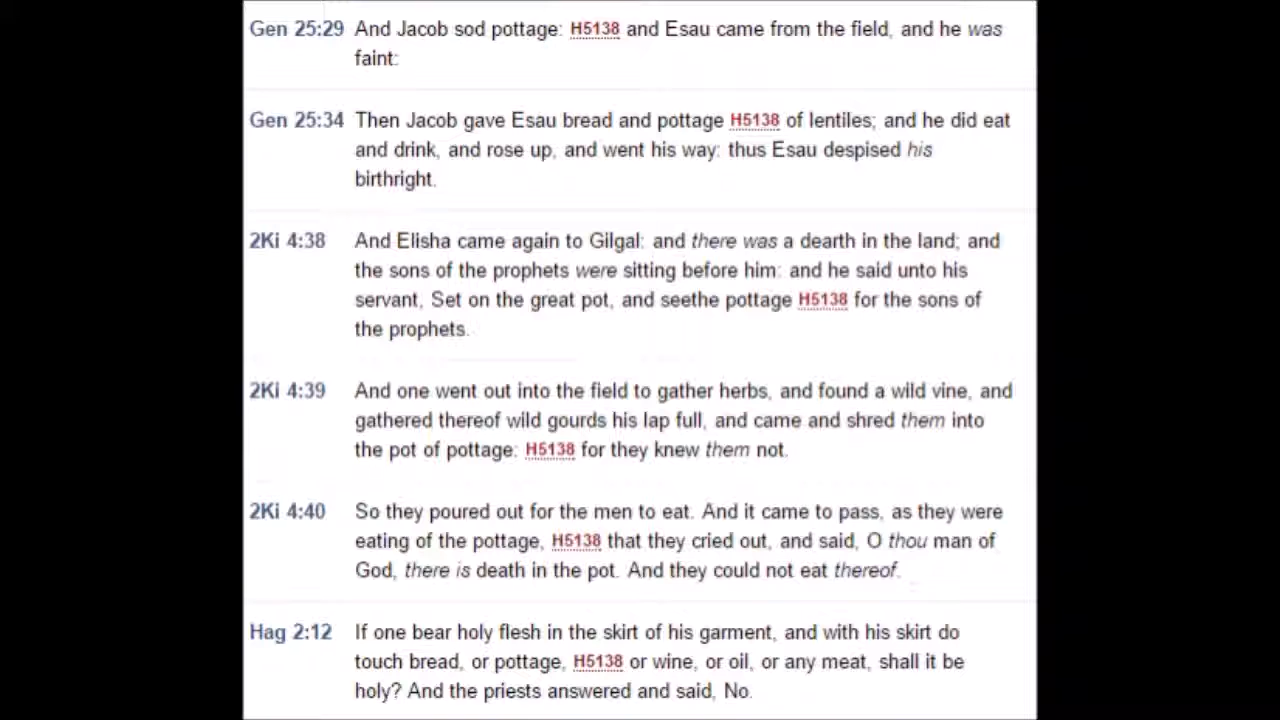 Gen 25:29 And Jacob sod pottage: H5138 and Esau came from the field, and he was
faint:
Gen 25:34 Then Jacob gave Esau bread and pottage H5138 of lentiles; and he did eat
and drink, and rose up, and went his way: thus Esau despised his
birthright.
2Ki 4:38 And Elisha came again to Gilgal: and there was a dearth in the land; and
the sons of the prophets were sitting before him: and he said unto his
servant, Set on the great pot, and seethe pottage H5138 for the sons of
the prophets.
2Ki 4:39 And one went out into the field to gather herbs, and found a wild vine, and
gathered thereof wild gourds his lap full, and came and shred them into
the pot of pottage: H5138 for they knew them not.
2Ki 4:40 So they poured out for the men to eat. And it came to pass, as they were
eating of the pottage, H5138 that they cried out, and said, O thou man of
God, there is death in the pot. And they could not eat thereof.
Hag 2:12 If one bear holy flesh in the skirt of his garment, and with his skirt do
touch bread, or pottage, H5138 or wine, or oil, or any meat, shall it be
holy? And the priests answered and said, No.